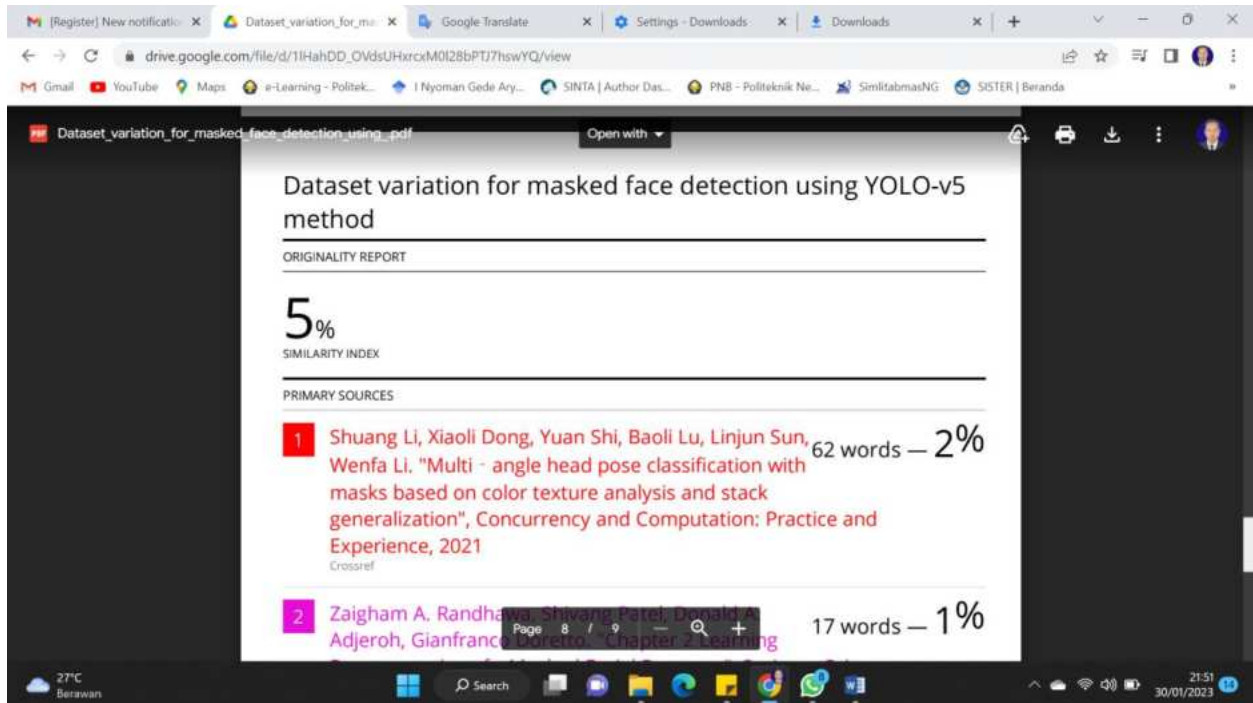 [Register] New notificatio
Dataset_variation_for_ma
Google Translate
Settings - Downloads
Downloads
drive.google.com/file/d/1IHahDD_OVdsUHxrcxM0l28bPTJ7hswYQ/view
Gmail
YouTube
Maps
e-Learning - Politek...
I Nyoman Gede Ary...
SINTA | Author Das...
PNB - Politeknik Ne...
SimlitabmasNG
SISTER | Beranda
Dataset_variation_for_masked_face_detection_using_.pdf
Open with
Dataset variation for masked face detection using YOLO-v5
method
ORIGINALITY REPORT
5%
SIMILARITY INDEX
PRIMARY SOURCES
1
Shuang Li, Xiaoli Dong, Yuan Shi, Baoli Lu, Linjun Sun,
Wenfa Li. "Multi‐angle head pose classification with
masks based on color texture analysis and stack
generalization", Concurrency and Computation: Practice and
Experience, 2021
Crossref
62 words — 2%
2
Zaigham A. Randhawa, Shivang Patel, Donald A.
Adjeroh, Gianfranco Doretto. "Chapter 2 Learning
17 words — 1%
Page 8 / 9
27°C
Berawan
Search
21:51
30/01/2023
14